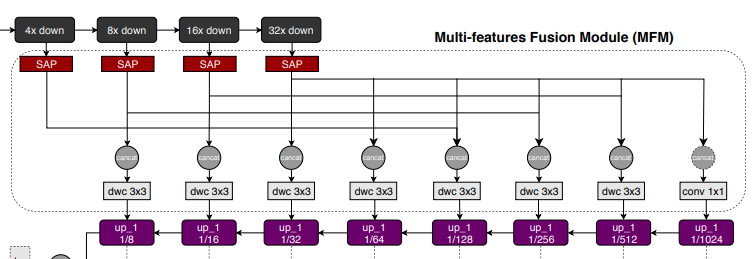 4x down
8x down
16x down
32x down
Multi-features Fusion Module (MFM)
SAP
SAP
SAP
SAP
cancat
cancat
cancat
cancat
cancat
cancat
cancat
cancat
dwc 3x3
dwc 3x3
dwc 3x3
dwc 3x3
dwc 3x3
dwc 3x3
dwc 3x3
conv 1x1
up_1
1/8
up_1
1/16
up_1
1/32
up_1
1/64
up_1
1/128
up_1
1/256
up_1
1/512
up_1
1/1024